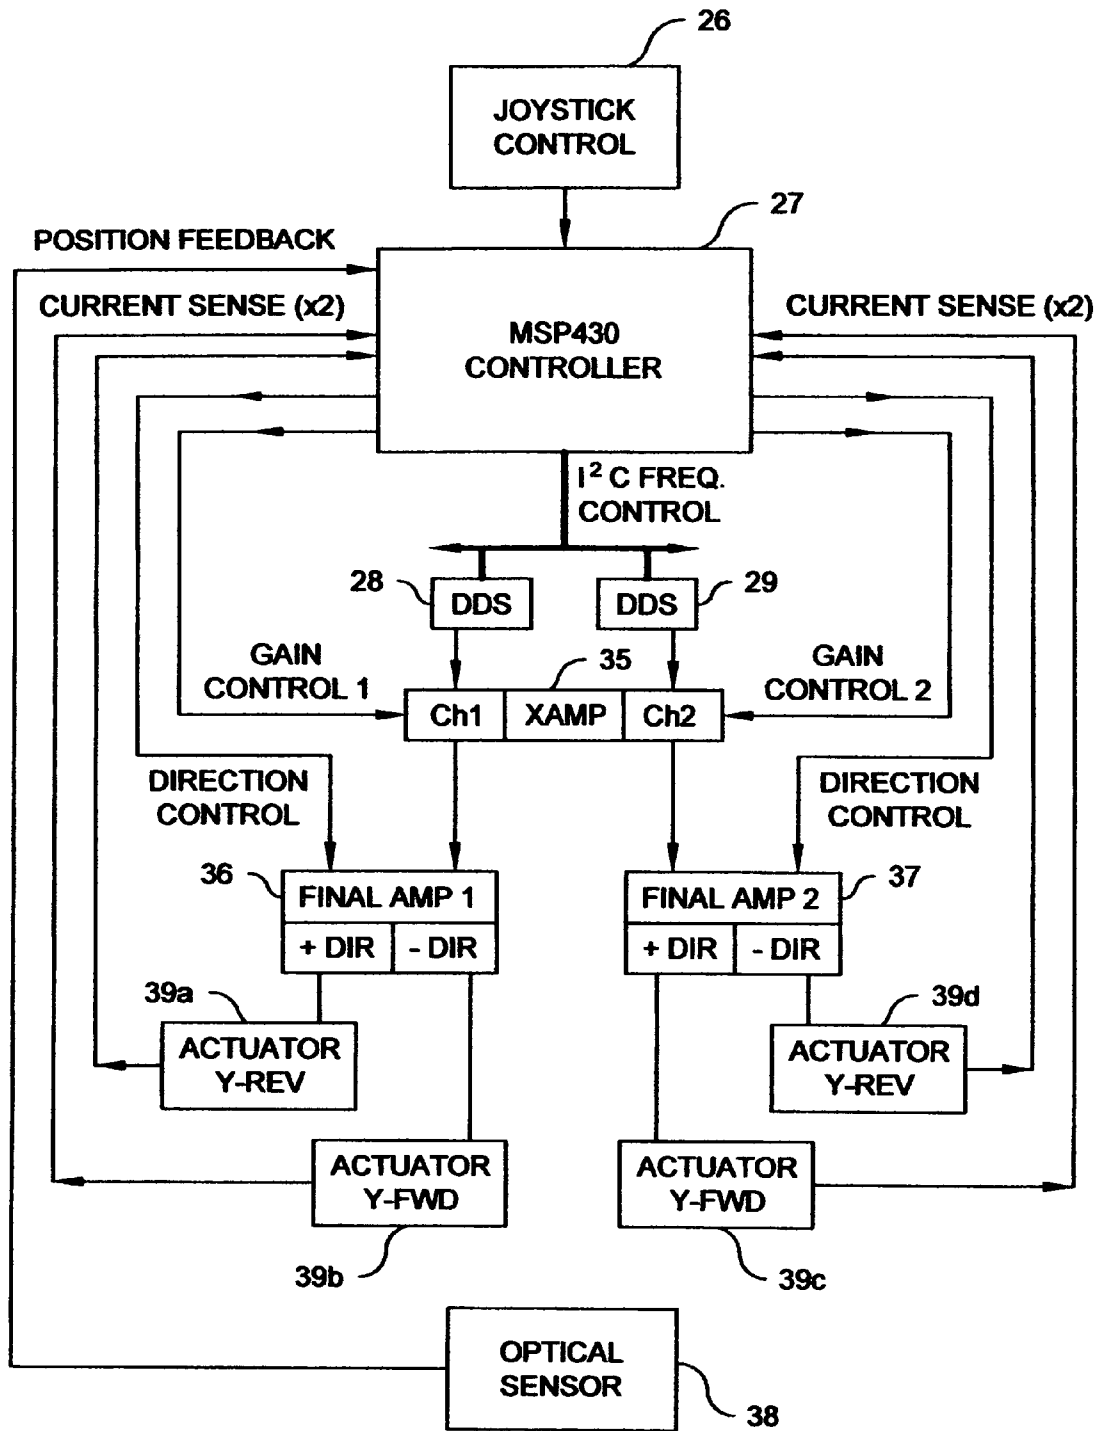 26
JOYSTICK
CONTROL
27
POSITION FEEDBACK
CURRENT SENSE (x2)
CURRENT SENSE (x2)
MSP430
CONTROLLER
I² C FREQ.
CONTROL
28
DDS
DDS
29
GAIN
CONTROL 1
35
GAIN
CONTROL 2
Ch1
XAMP
Ch2
DIRECTION
CONTROL
DIRECTION
CONTROL
36
FINAL AMP 1
+ DIR
- DIR
FINAL AMP 2
+ DIR
- DIR
37
39a
ACTUATOR
Y-REV
39d
ACTUATOR
Y-REV
ACTUATOR
Y-FWD
39b
ACTUATOR
Y-FWD
39c
OPTICAL
SENSOR
38